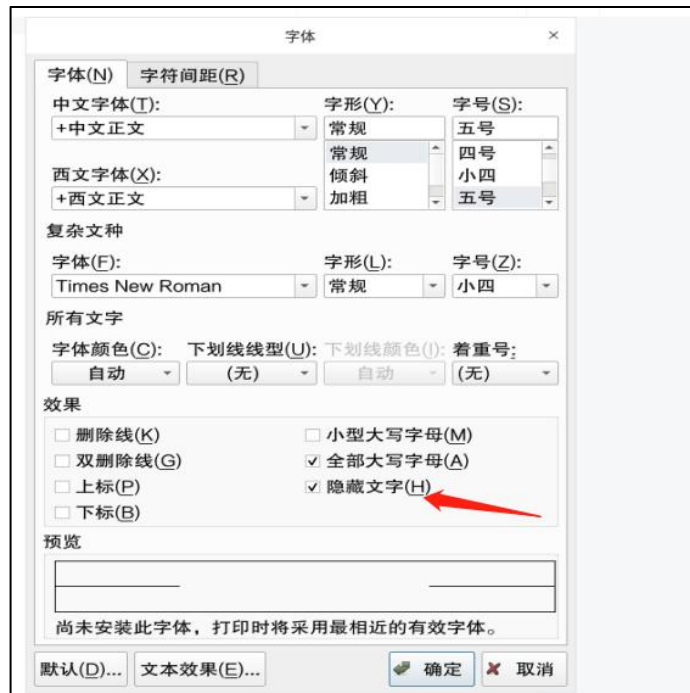 字体
字体(N) 字符间距(R)
中文字体(T): 字形(Y): 字号(S):
+中文正文 常规 五号
常规 四号
西文字体(X): 倾斜 小四
+西文正文 加粗 五号
复杂文种
字体(F): 字形(L): 字号(Z):
Times New Roman 常规 小四
所有文字
字体颜色(C): 下划线线型(U): 下划线颜色(I): 着重号:
自动 (无) 自动 (无)
效果
删除线(K) 小型大写字母(M)
双删除线(G) 全部大写字母(A)
上标(P) 隐藏文字(H)
下标(B)
预览
尚未安装此字体，打印时将采用最相近的有效字体。
默认(D)... 文本效果(E)... 确定 取消